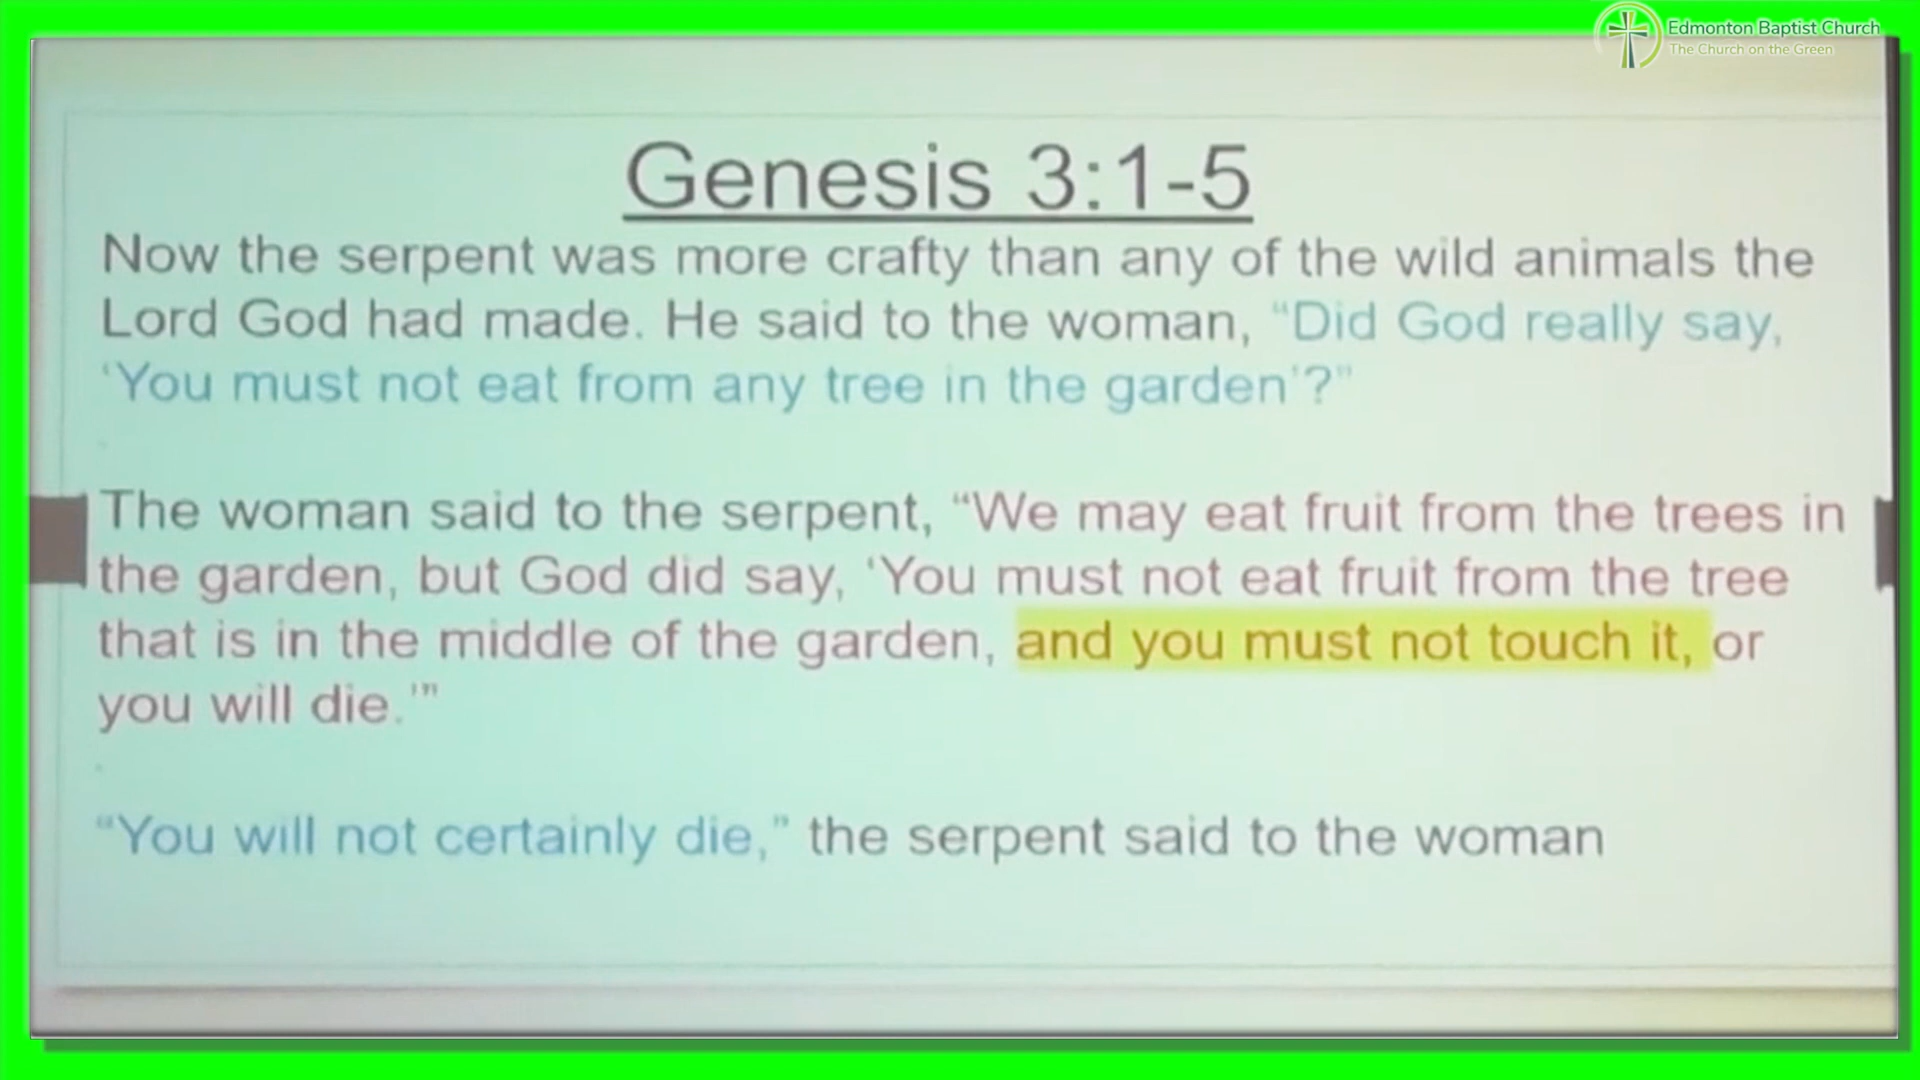 Edmonton Baptist Church
The Church on the Green
Genesis 3:1-5
Now the serpent was more crafty than any of the wild animals the
Lord God had made. He said to the woman, “Did God really say,
‘You must not eat from any tree in the garden’?”
The woman said to the serpent, “We may eat fruit from the trees in
the garden, but God did say, ‘You must not eat fruit from the tree
that is in the middle of the garden, and you must not touch it, or
you will die.’”
“You will not certainly die,” the serpent said to the woman